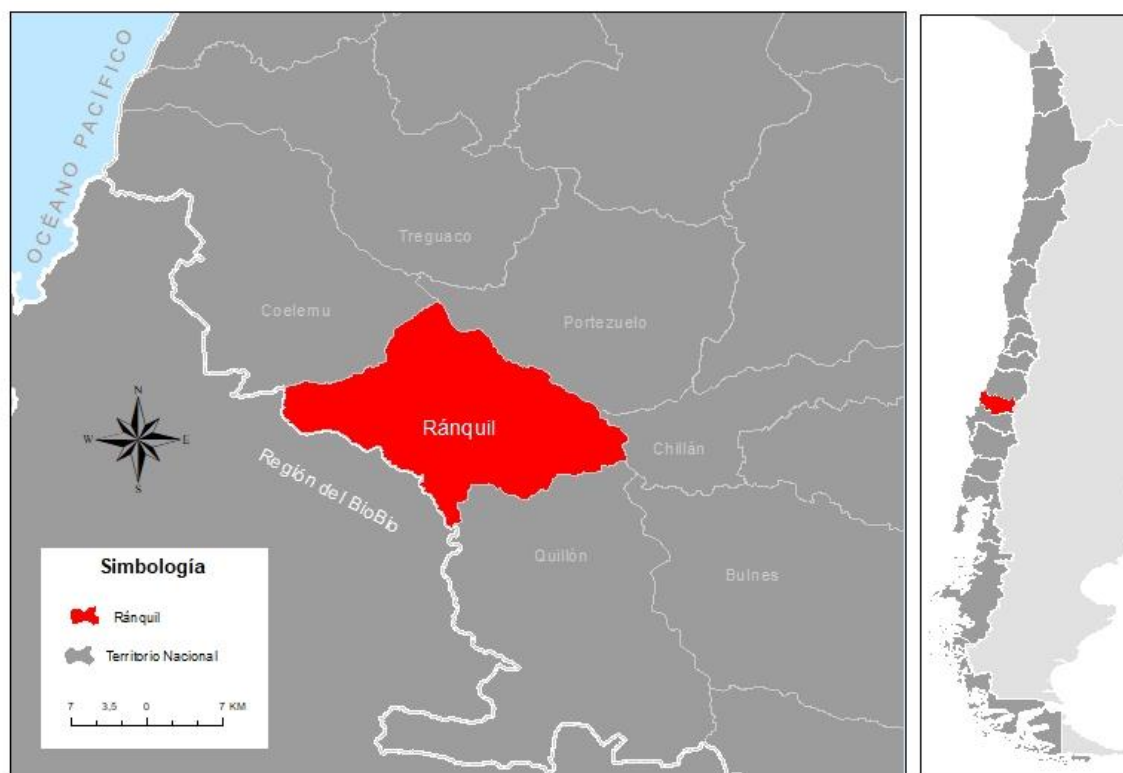 OCÉANO PACÍFICO
Treguaco
Coelemu
Portezuelo
Ránquil
Chillán
Región del BíoBío
Quillón
Bulnes
N
W
E
S
Simbología
Ránquil
Territorio Nacional
7 3,5 0 7 KM